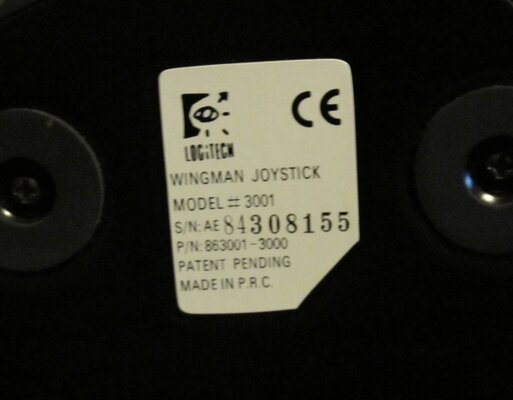 CE
LOGiTECH
WINGMAN JOYSTICK
MODEL # 3001
S/N: AE 84308155
P/N: 863001-3000
PATENT PENDING
MADE IN P.R.C.